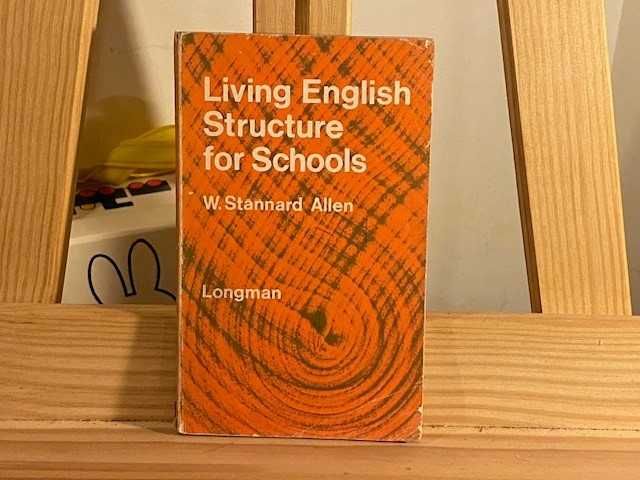 Living English
Structure
for Schools
W. Stannard Allen
Longman